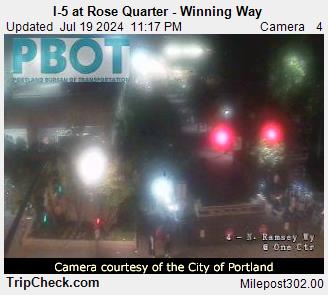 I-5 at Rose Quarter - Winning Way
Updated Jul 19 2024 11:17 PM Camera 4
PBOT
PORTLAND BUREAU OF TRANSPORTATION
4 - N. Ramsey Wy
@ One Ctr
Camera courtesy of the City of Portland
TripCheck.com Milepost302.00